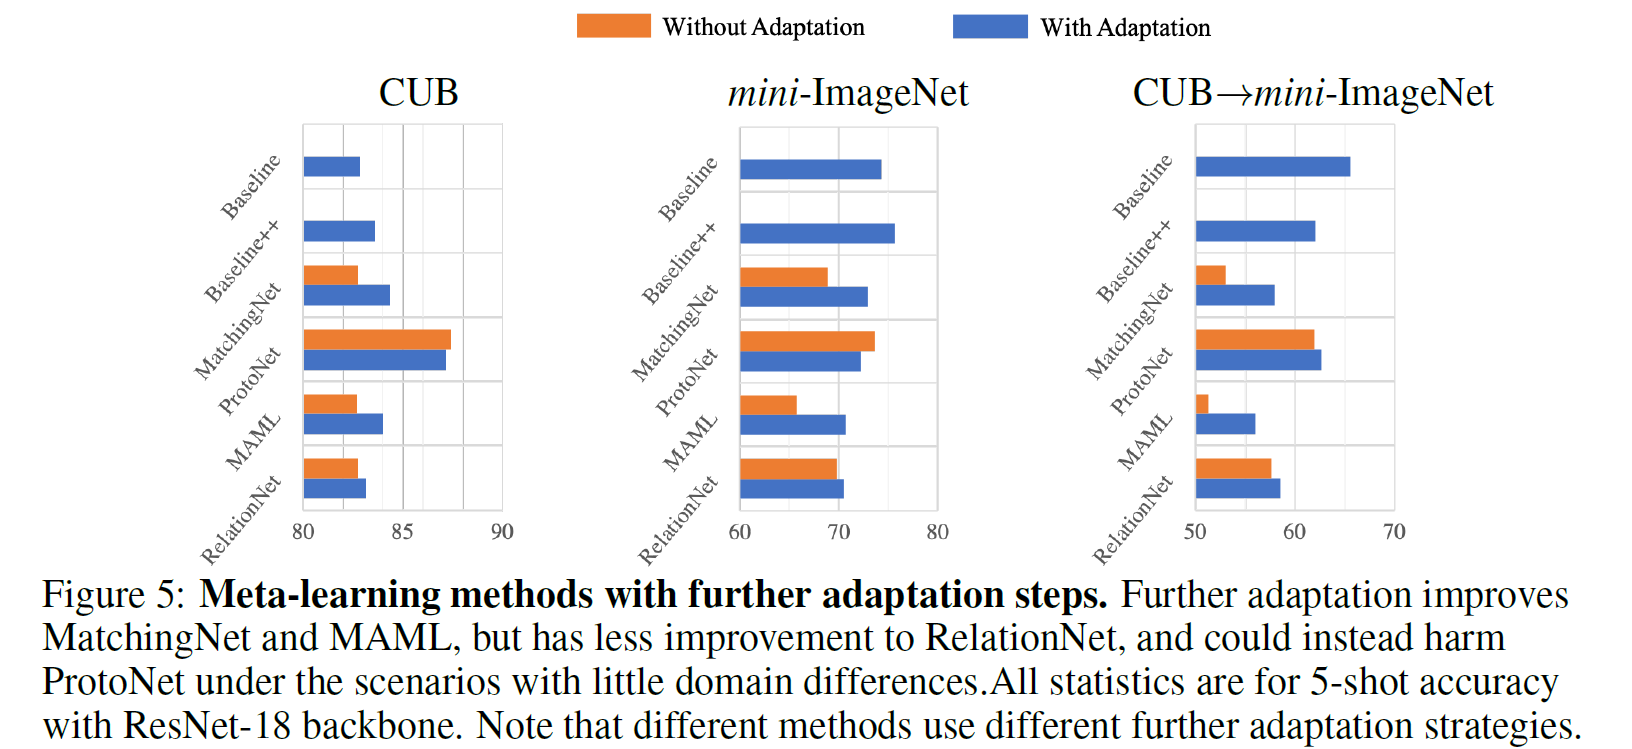 Without Adaptation
With Adaptation
CUB
mini-ImageNet
CUB→mini-ImageNet
Baseline
Baseline++
MatchingNet
ProtoNet
MAML
RelationNet
80 85 90
Baseline
Baseline++
MatchingNet
ProtoNet
MAML
RelationNet
60 70 80
Baseline
Baseline++
MatchingNet
ProtoNet
MAML
RelationNet
50 60 70
Figure 5: Meta-learning methods with further adaptation steps. Further adaptation improves
MatchingNet and MAML, but has less improvement to RelationNet, and could instead harm
ProtoNet under the scenarios with little domain differences.All statistics are for 5-shot accuracy
with ResNet-18 backbone. Note that different methods use different further adaptation strategies.